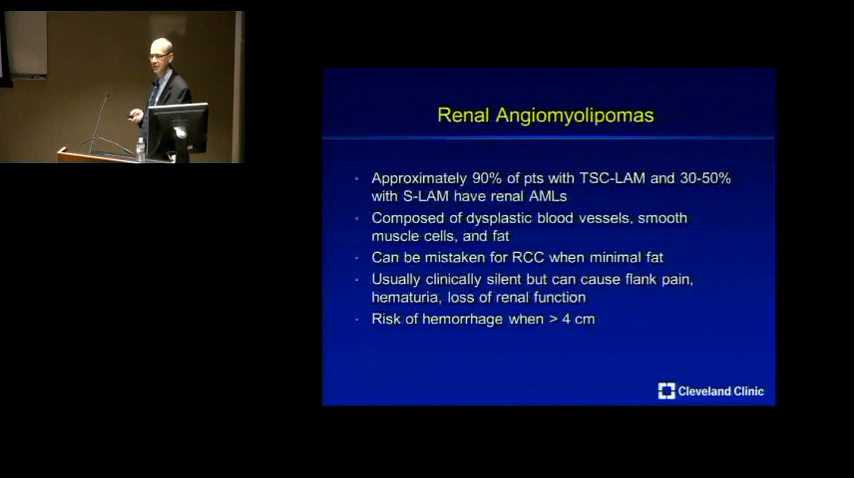 Renal Angiomyolipomas
Approximately 90% of pts with TSC-LAM and 30-50%
with S-LAM have renal AMLs
Composed of dysplastic blood vessels, smooth
muscle cells, and fat
Can be mistaken for RCC when minimal fat
Usually clinically silent but can cause flank pain,
hematuria, loss of renal function
Risk of hemorrhage when > 4 cm
Cleveland Clinic